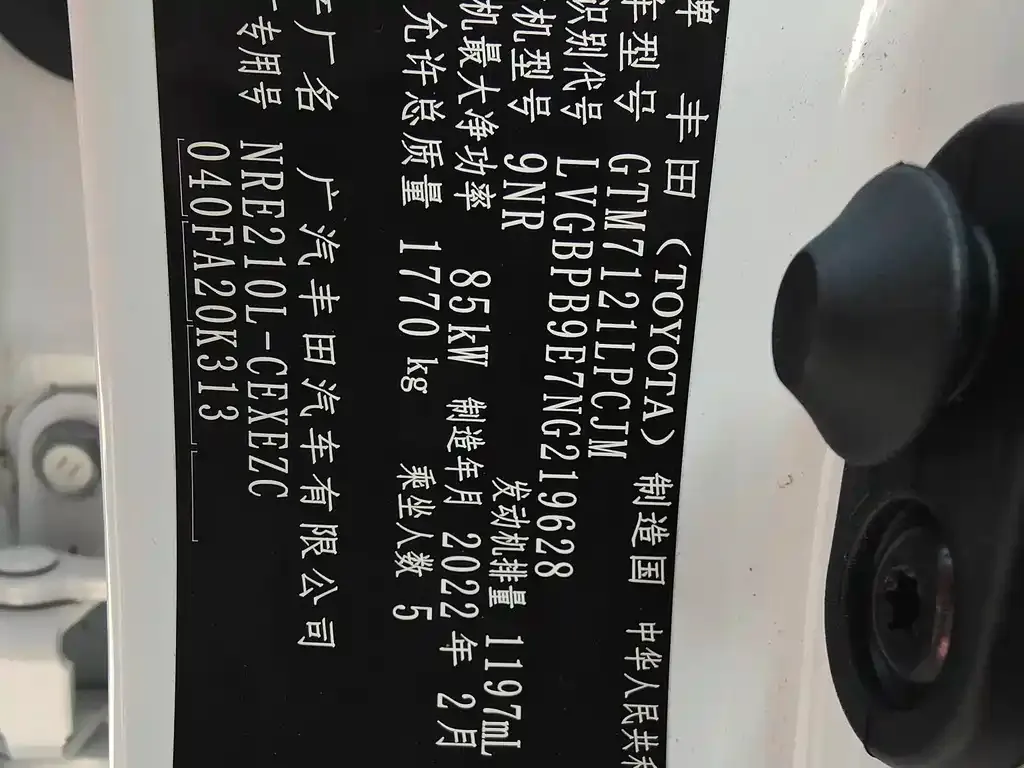 牌 丰田 (TOYOTA) 制造国 中华人民共和
车型号 GTM7121LPCJM
识别代号 LVGBPB9E7NG219628
机型号 9NR 发动机排量 1197mL
机最大净功率 85kW 制造年月 2022年 2月
允许总质量 1770 kg 乘坐人数 5
厂名 广汽丰田汽车有限公司
专用号 NRE210L-CEXEZC
040FA20K313